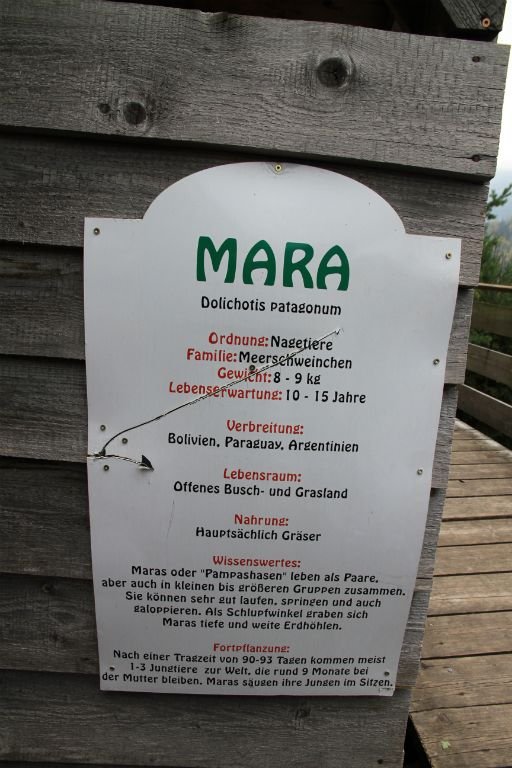 MARA
Dolichotis patagonum
Ordnung: Nagetiere
Familie: Meerschweinchen
Gewicht: 8 - 9 kg
Lebenserwartung: 10 - 15 Jahre
Verbreitung:
Bolivien, Paraguay, Argentinien
Lebensraum:
Offenes Busch- und Grasland
Nahrung:
Hauptsächlich Gräser
Wissenswertes:
Maras oder "Pampashasen" leben als Paare,
aber auch in kleinen bis größeren Gruppen zusammen.
Sie können sehr gut laufen, springen und auch
galoppieren. Als Schlupfwinkel graben sich
Maras tiefe und weite Erdhöhlen.
Fortpflanzung:
Nach einer Tragzeit von 90-93 Tagen kommen meist
1-3 Jungtiere zur Welt, die rund 9 Monate bei
der Mutter bleiben. Maras säugen ihre Jungen im Sitzen.